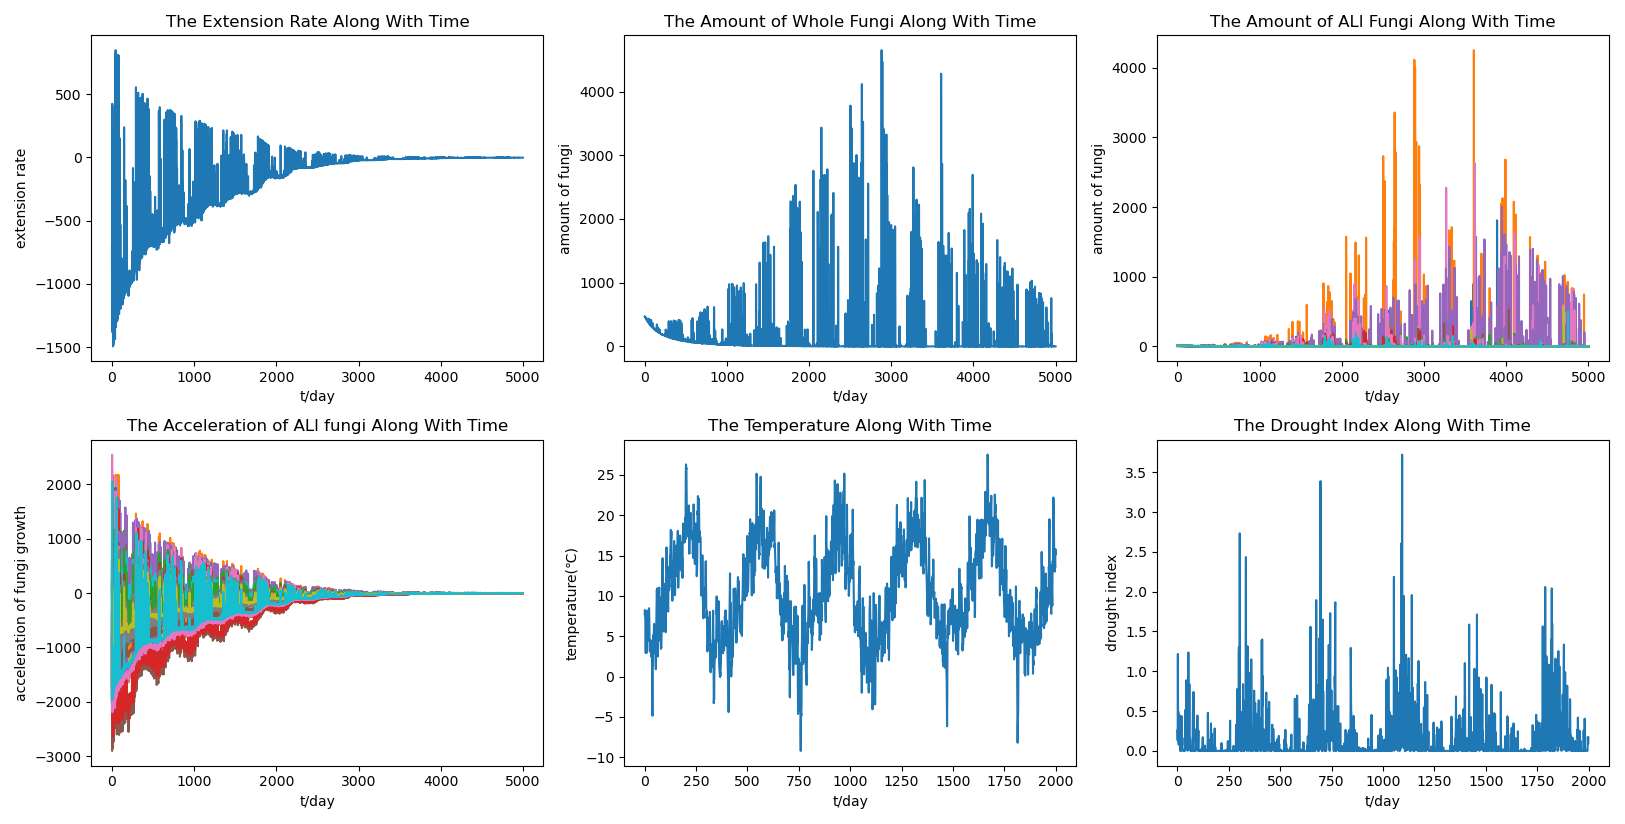 The Extension Rate Along With Time
extension rate
500
0
−500
−1000
−1500
0 1000 2000 3000 4000 5000
t/day
The Amount of Whole Fungi Along With Time
amount of fungi
4000
3000
2000
1000
0
0 1000 2000 3000 4000 5000
t/day
The Amount of ALI Fungi Along With Time
amount of fungi
4000
3000
2000
1000
0
0 1000 2000 3000 4000 5000
t/day
The Acceleration of ALI fungi Along With Time
acceleration of fungi growth
2000
1000
0
−1000
−2000
−3000
0 1000 2000 3000 4000 5000
t/day
The Temperature Along With Time
temperature(℃)
25
20
15
10
5
0
−5
−10
0 250 500 750 1000 1250 1500 1750 2000
t/day
The Drought Index Along With Time
drought index
3.5
3.0
2.5
2.0
1.5
1.0
0.5
0.0
0 250 500 750 1000 1250 1500 1750 2000
t/day